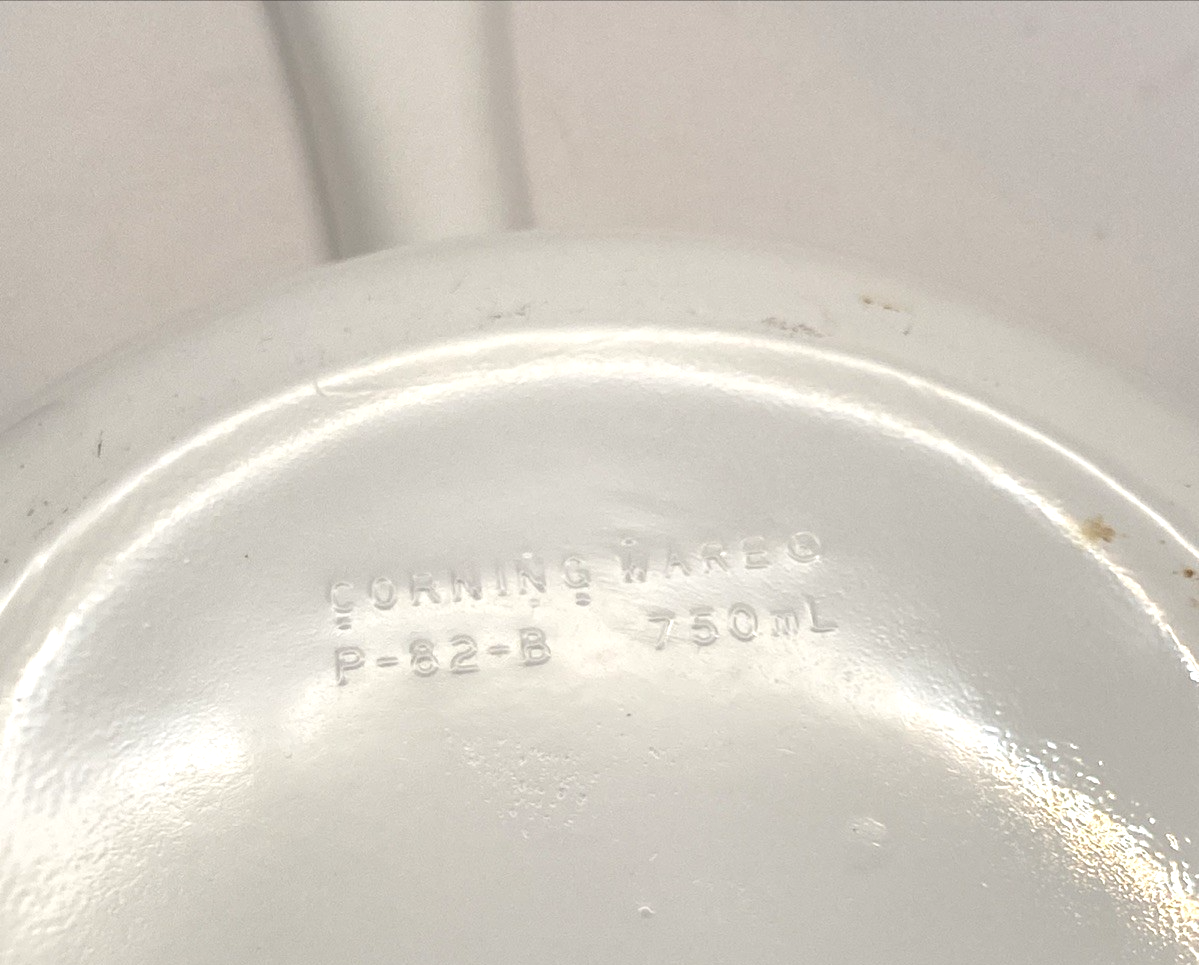 CORNING WARE®
P-82-B 750mL